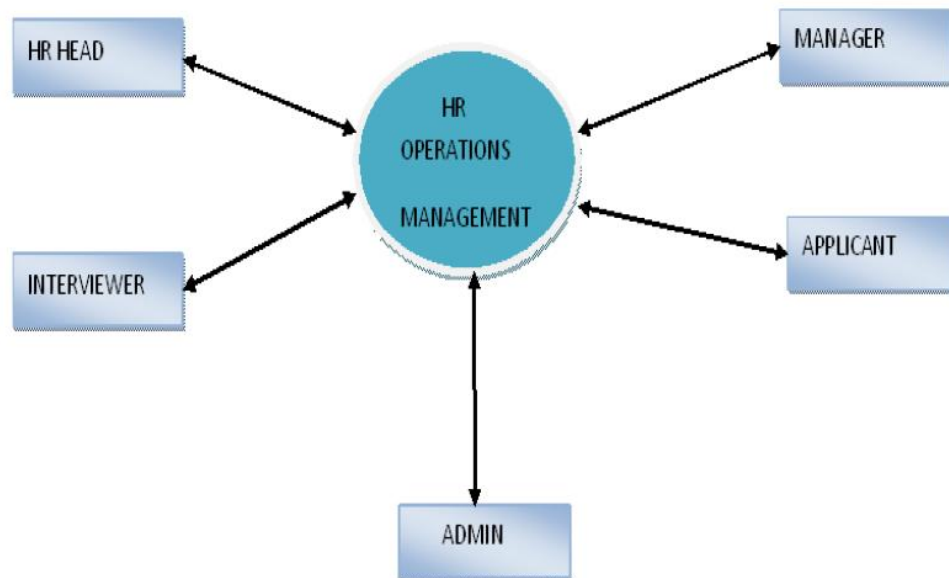 HR HEAD
MANAGER
HR
OPERATIONS
MANAGEMENT
INTERVIEWER
APPLICANT
ADMIN